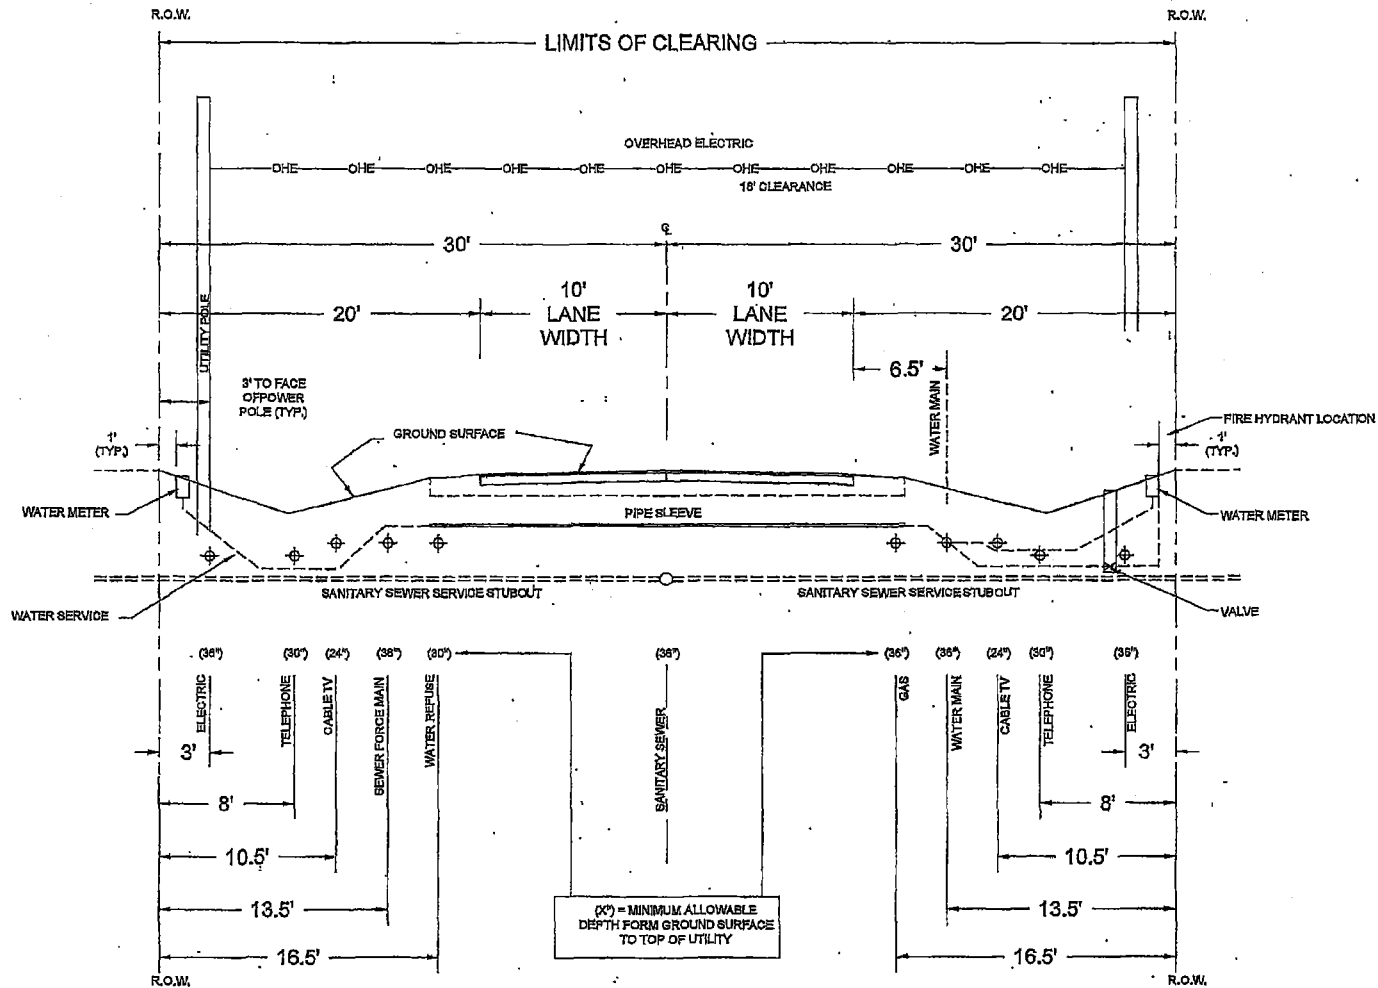 R.O.W.
R.O.W.
LIMITS OF CLEARING
OVERHEAD ELECTRIC
OHE OHE OHE OHE OHE OHE OHE OHE OHE OHE OHE
18' CLEARANCE
℄
30'
30'
10'
LANE
WIDTH
10'
LANE
WIDTH
20'
20'
UTILITY POLE
6.5'
3' TO FACE
OFPOWER
POLE (TYP.)
WATER MAIN
FIRE HYDRANT LOCATION
1'
(TYP.)
GROUND SURFACE
1'
(TYP.)
WATER METER
PIPE SLEEVE
WATER METER
SANITARY SEWER SERVICE STUBOUT
SANITARY SEWER SERVICE STUBOUT
WATER SERVICE
VALVE
(36") (30") (24") (36") (30") (36") (36") (36") (24") (30") (36")
ELECTRIC
TELEPHONE
CABLE TV
SEWER FORCE MAIN
WATER REFUSE
SANITARY SEWER
GAS
WATER MAIN
CABLE TV
TELEPHONE
ELECTRIC
3'
3'
8'
8'
10.5'
10.5'
13.5'
13.5'
(X") = MINIMUM ALLOWABLE
DEPTH FORM GROUND SURFACE
TO TOP OF UTILITY
16.5'
16.5'
R.O.W.
R.O.W.